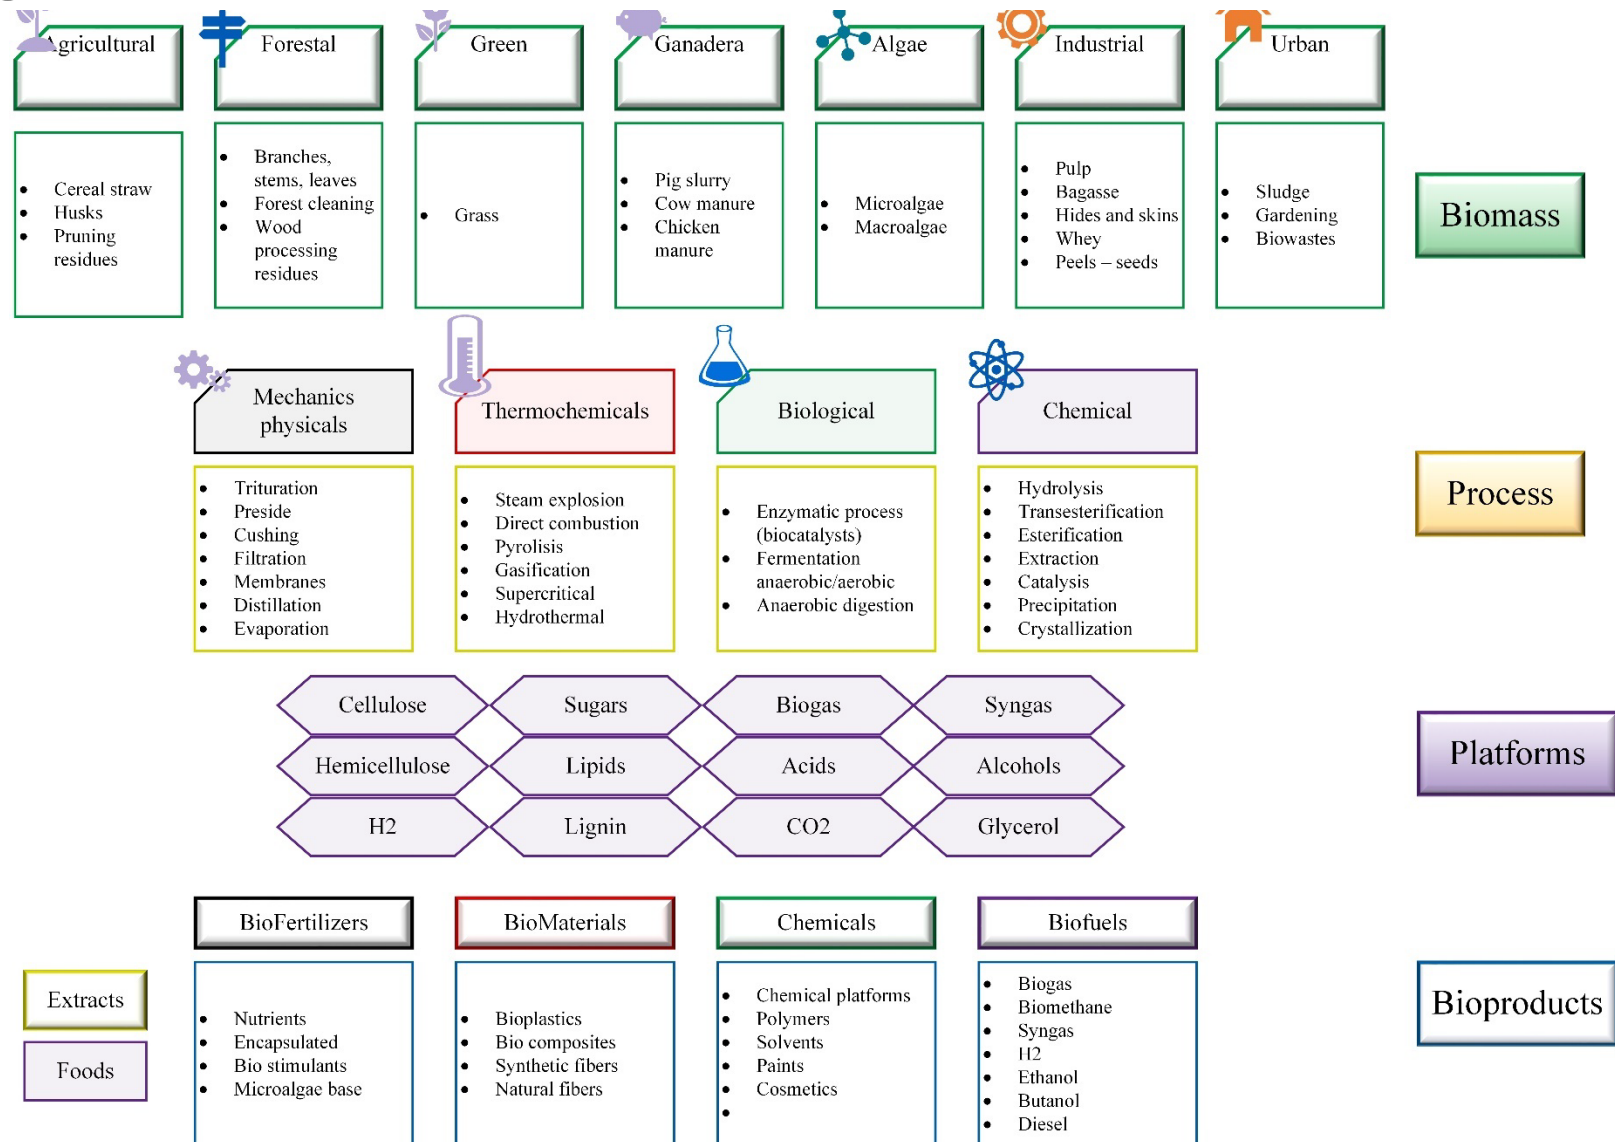 Agricultural
Forestal
Green
Ganadera
Algae
Industrial
Urban
• Cereal straw
• Husks
• Pruning
residues
• Branches,
stems, leaves
• Forest cleaning
• Wood
processing
residues
• Grass
• Pig slurry
• Cow manure
• Chicken
manure
• Microalgae
• Macroalgae
• Pulp
• Bagasse
• Hides and skins
• Whey
• Peels – seeds
• Sludge
• Gardening
• Biowastes
Biomass
Mechanics
physicals
Thermochemicals
Biological
Chemical
• Trituration
• Preside
• Cushing
• Filtration
• Membranes
• Distillation
• Evaporation
• Steam explosion
• Direct combustion
• Pyrolisis
• Gasification
• Supercritical
• Hydrothermal
• Enzymatic process
(biocatalysts)
• Fermentation
anaerobic/aerobic
• Anaerobic digestion
• Hydrolysis
• Transesterification
• Esterification
• Extraction
• Catalysis
• Precipitation
• Crystallization
Process
Cellulose
Sugars
Biogas
Syngas
Hemicellulose
Lipids
Acids
Alcohols
H2
Lignin
CO2
Glycerol
Platforms
BioFertilizers
BioMaterials
Chemicals
Biofuels
Extracts
Foods
• Nutrients
• Encapsulated
• Bio stimulants
• Microalgae base
• Bioplastics
• Bio composites
• Synthetic fibers
• Natural fibers
• Chemical platforms
• Polymers
• Solvents
• Paints
• Cosmetics
•
• Biogas
• Biomethane
• Syngas
• H2
• Ethanol
• Butanol
• Diesel
Bioproducts